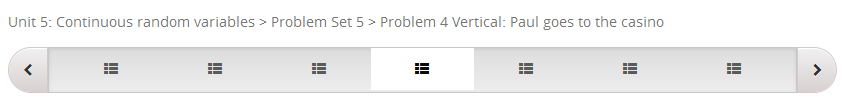 Unit 5: Continuous random variables > Problem Set 5 > Problem 4 Vertical: Paul goes to the casino